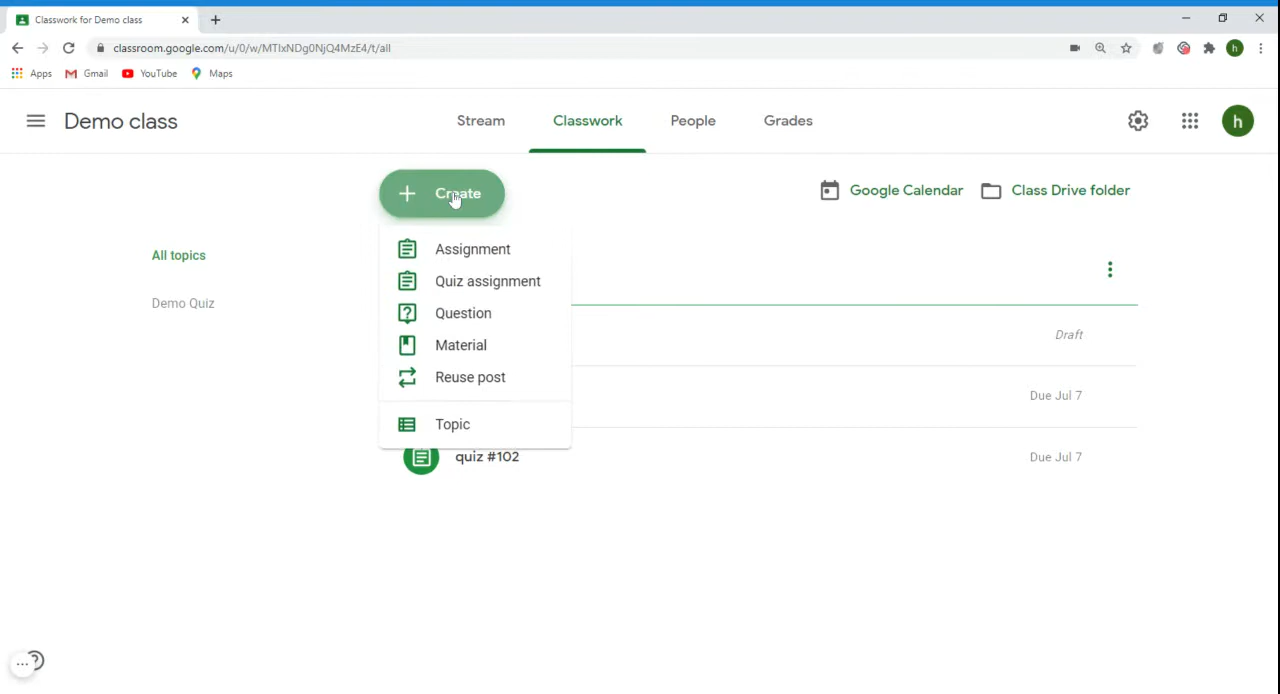 Classwork for Demo class
classroom.google.com/u/0/w/MTIxNDg0NjQ4MzE4/t/all
Apps Gmail YouTube Maps
h
Demo class
Stream Classwork People Grades
h
Create
Google Calendar Class Drive folder
Assignment
All topics
Quiz assignment
Demo Quiz
Question
Draft
Material
Reuse post
Due Jul 7
Topic
quiz #102 Due Jul 7